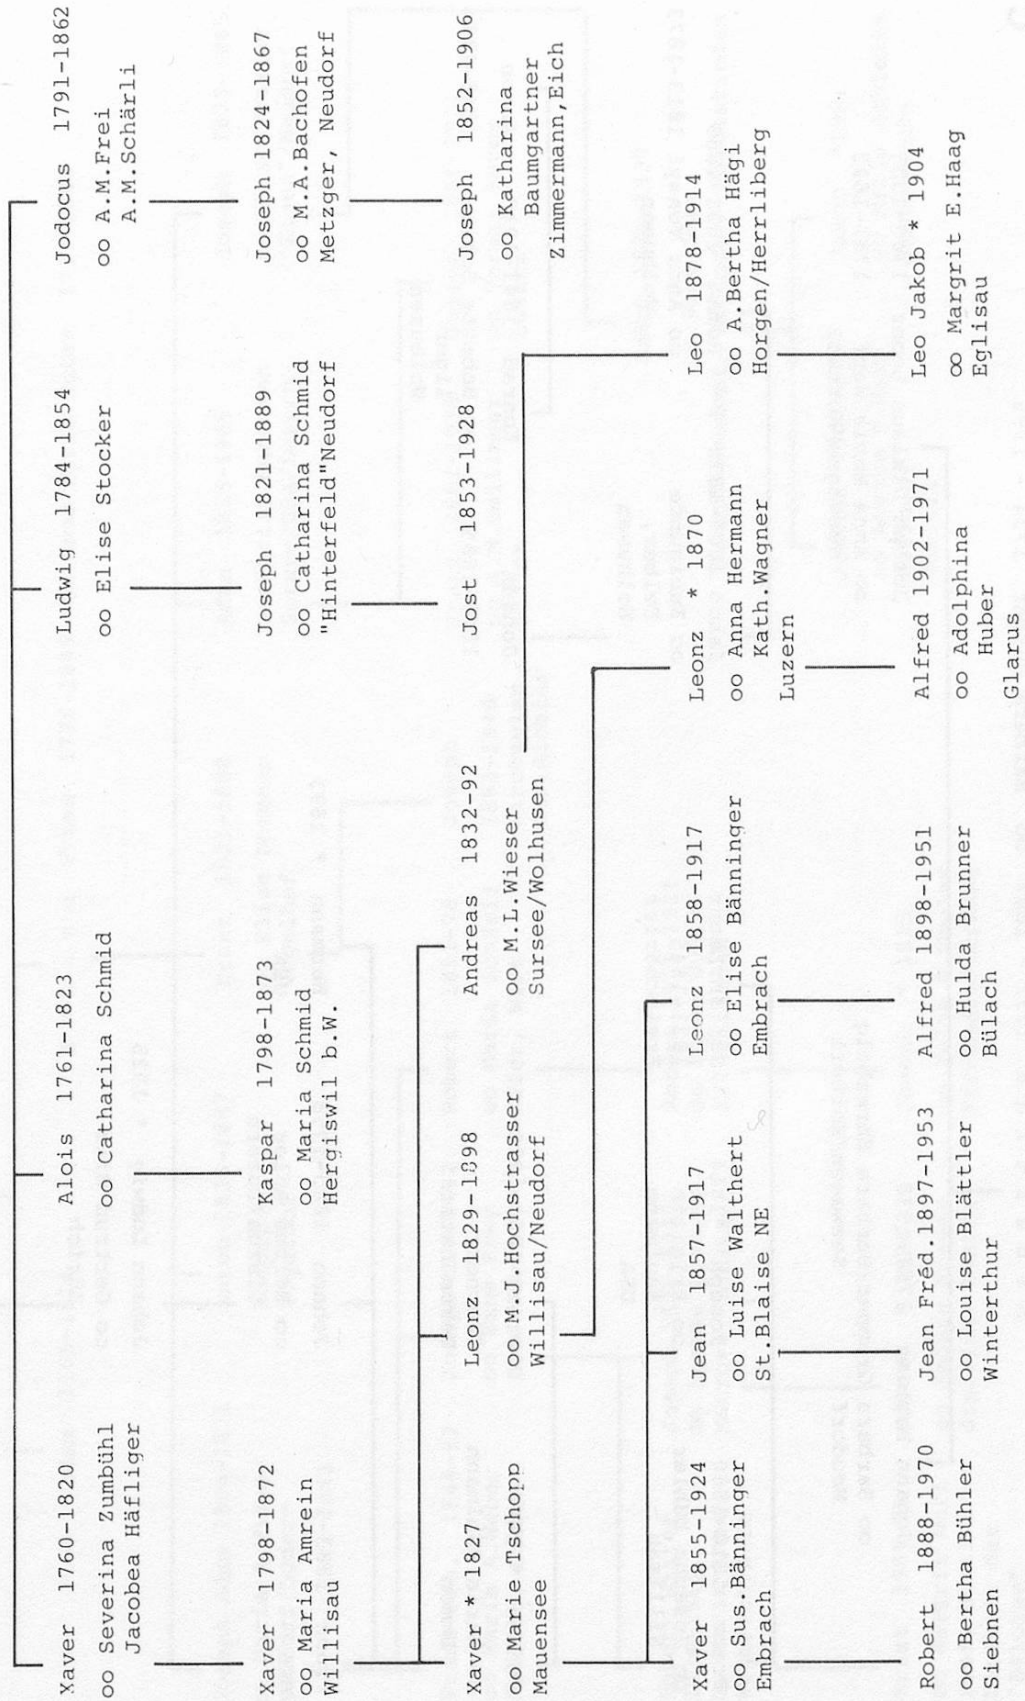 Xaver 1760-1820
oo Severina Zumbühl
Jacobea Häfliger
Alois 1761-1823
oo Catharina Schmid
Ludwig 1784-1854
oo Elise Stocker
Jodocus 1791-1862
oo A.M.Frei
A.M.Schärli
Xaver 1798-1872
oo Maria Amrein
Willisau
Kaspar 1798-1873
oo Maria Schmid
Hergiswil b.W.
Joseph 1821-1889
oo Catharina Schmid
"Hinterfeld"Neudorf
Joseph 1824-1867
oo M.A.Bachofen
Metzger, Neudorf
Xaver * 1827
oo Marie Tschopp
Mauensee
Leonz 1829-1898
oo M.J.Hochstrasser
Willisau/Neudorf
Andreas 1832-92
oo M.L.Wieser
Sursee/Wolhusen
Jost 1853-1928
Joseph 1852-1906
oo Katharina
Baumgartner
Zimmermann,Eich
Xaver 1855-1924
oo Sus.Bänninger
Embrach
Jean 1857-1917
oo Luise Walthert
St.Blaise NE
Leonz 1858-1917
oo Elise Bänninger
Embrach
Leonz * 1870
oo Anna Hermann
Kath.Wagner
Luzern
Leo 1878-1914
oo A.Bertha Hägi
Horgen/Herrliberg
Robert 1888-1970
oo Bertha Bühler
Siebnen
Jean Fréd.1897-1953
oo Louise Blättler
Winterthur
Alfred 1898-1951
oo Hulda Brunner
Bülach
Alfred 1902-1971
oo Adolphina
Huber
Glarus
Leo Jakob * 1904
oo Margrit E.Haag
Eglisau